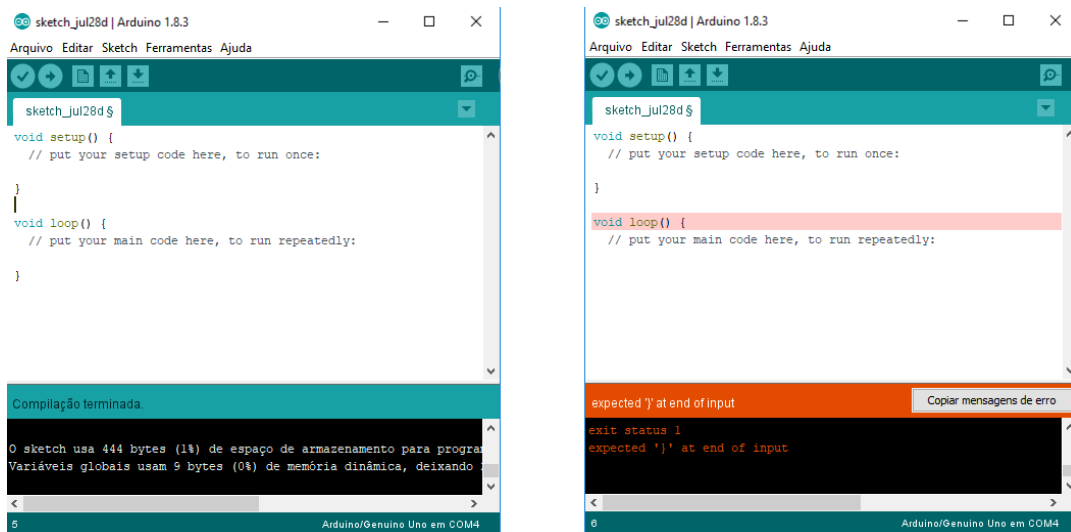 sketch_jul28d | Arduino 1.8.3
Arquivo Editar Sketch Ferramentas Ajuda
sketch_jul28d §
void setup() {
// put your setup code here, to run once:
}
void loop() {
// put your main code here, to run repeatedly:
}
Compilação terminada.
O sketch usa 444 bytes (1%) de espaço de armazenamento para
Variáveis globais usam 9 bytes (0%) de memória dinâmica, deixando
5
Arduino/Genuino Uno em COM4
sketch_jul28d | Arduino 1.8.3
Arquivo Editar Sketch Ferramentas Ajuda
sketch_jul28d §
void setup() {
// put your setup code here, to run once:
}
void loop() {
// put your main code here, to run repeatedly:
expected '}' at end of input
Copiar mensagens de erro
exit status 1
expected '}' at end of input
6
Arduino/Genuino Uno em COM4